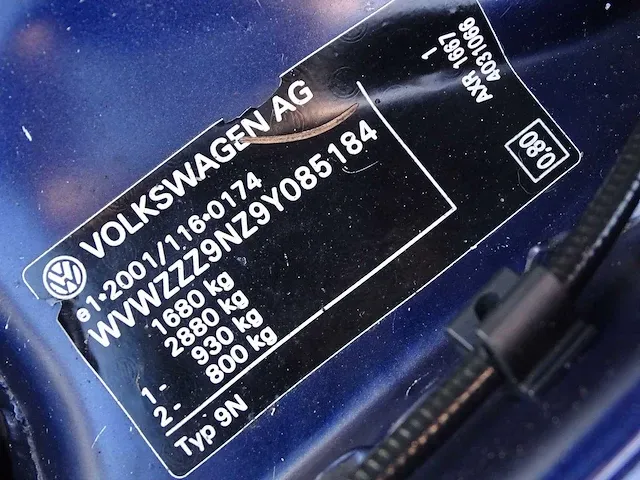 VOLKSWAGEN AG
e1*2001/116*0174
WVWZZZ9NZ9Y085184
1680 kg
2880 kg
1- 930 kg
2- 800 kg
Typ 9N
AXR 1667
1
4031066
0.80